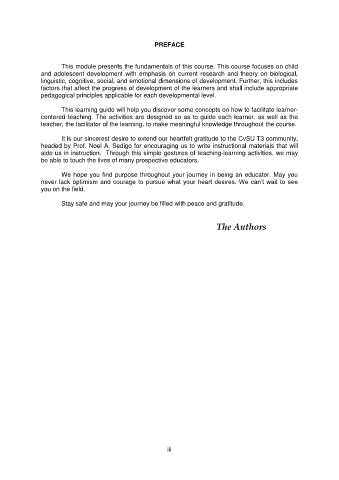 PREFACE
This module presents the fundamentals of this course. This course focuses on child
and adolescent development with emphasis on current research and theory on biological,
linguistic, cognitive, social, and emotional dimensions of development. Further, this includes
factors that affect the progress of development of the learners and shall include appropriate
pedagogical principles applicable for each developmental level.
This learning guide will help you discover some concepts on how to facilitate learner-
centered teaching. The activities are designed so as to guide each learner, as well as the
teacher, the facilitator of the learning, to make meaningful knowledge throughout the course.
It is our sincerest desire to extend our heartfelt gratitude to the CvSU T3 community,
headed by Prof. Noel A. Sedigo for encouraging us to write instructional materials that will
aide us in instruction. Through this simple gestures of teaching-learning activities, we may
be able to touch the lives of many prospective educators.
We hope you find purpose throughout your journey in being an educator. May you
never lack optimism and courage to pursue what your heart desires. We can't wait to see
you on the field.
Stay safe and may your journey be filled with peace and gratitude.
The Authors
iii